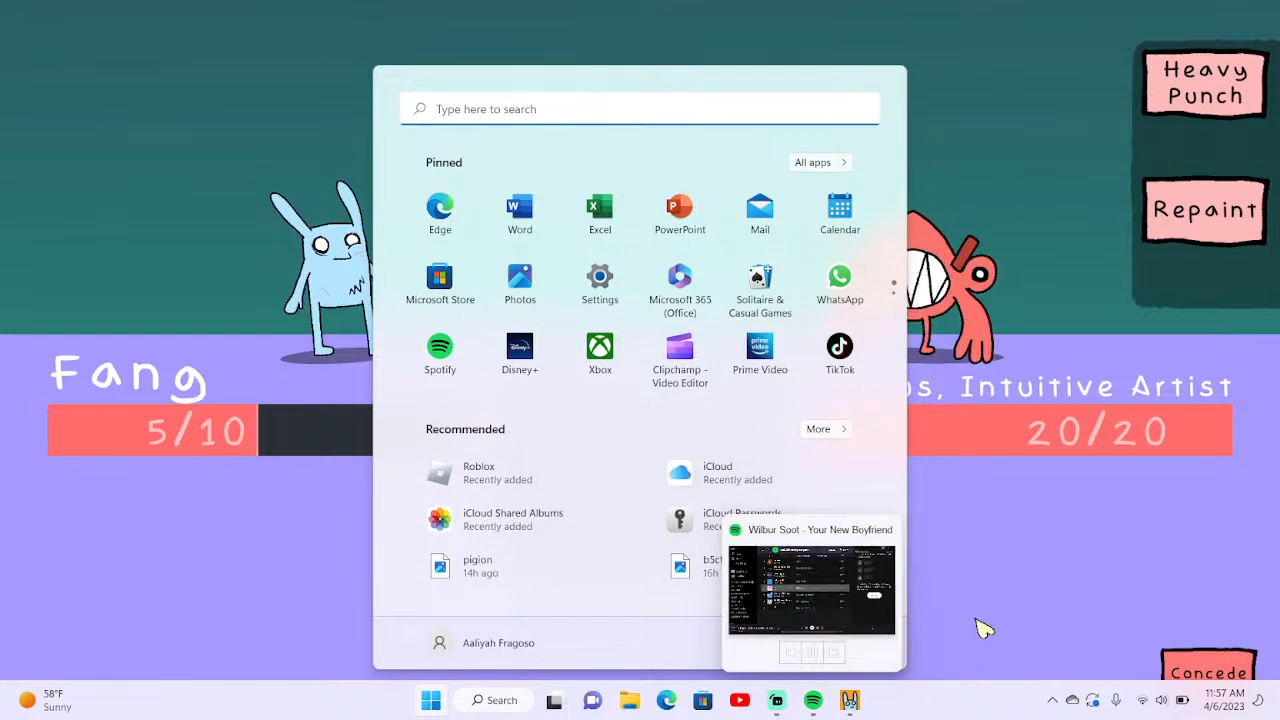 Heavy
Punch
Repaint
Type here to search
Pinned
All apps
Edge
Word
Excel
PowerPoint
Mail
Calendar
Microsoft Store
Photos
Settings
Microsoft 365
(Office)
Solitaire &
Casual Games
WhatsApp
Spotify
Disney+
Xbox
Clipchamp -
Video Editor
Prime Video
TikTok
Fang
5/10
us, Intuitive Artist
20/20
Recommended
More
Roblox
Recently added
iCloud
Recently added
iCloud Shared Albums
Recently added
iCloud Passwords
Wilbur Soot - Your New Boyfriend
14h ago
16h
Aaliyah Fragoso
Concede
58°F
Sunny
Search
11:57 AM
4/6/2023